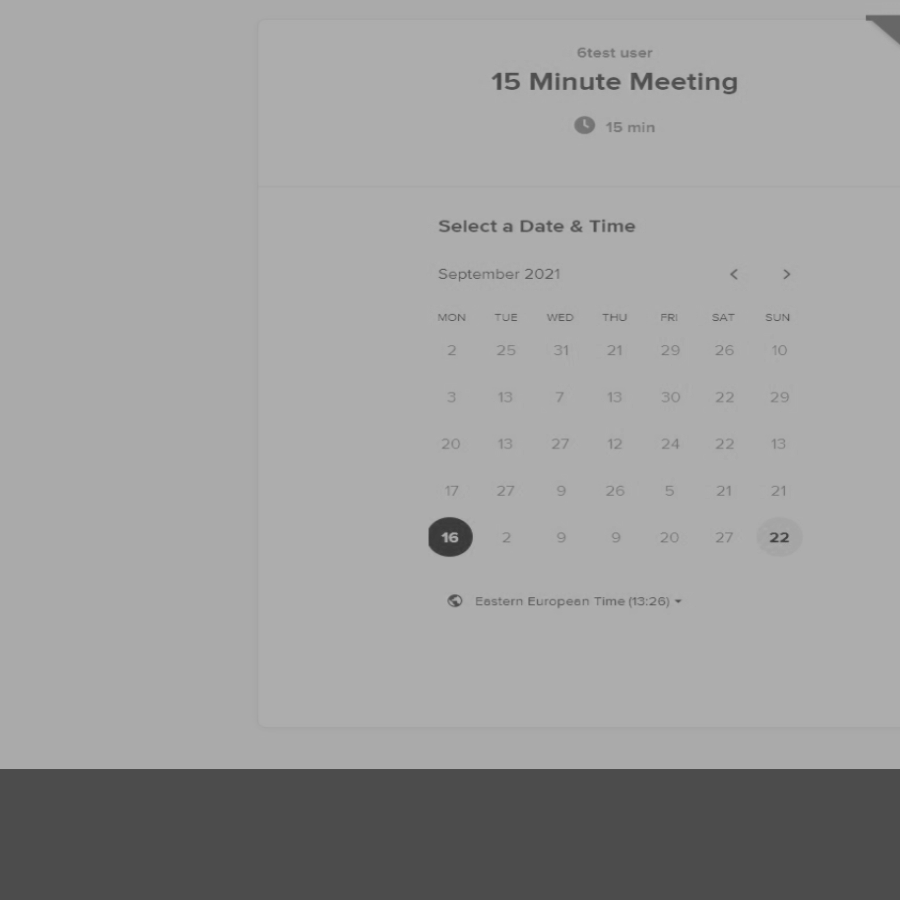 6test user
15 Minute Meeting
15 min
Select a Date & Time
September 2021
MON TUE WED THU FRI SAT SUN
2 25 31 21 29 26 10
3 13 7 13 30 22 29
20 13 27 12 24 22 13
17 27 9 26 5 21 21
16 2 9 9 20 27 22
Eastern European Time (13:26)